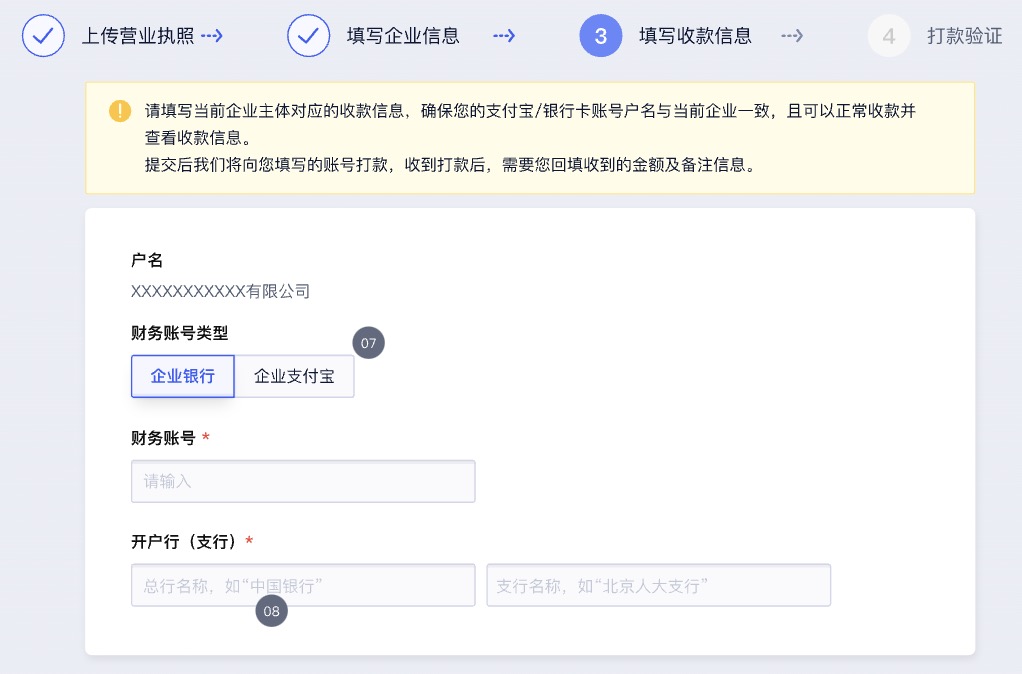 上传营业执照
填写企业信息
3 填写收款信息
4 打款验证
请填写当前企业主体对应的收款信息，确保您的支付宝/银行卡账号户名与当前企业一致，且可以正常收款并
查看收款信息。
提交后我们将向您填写的账号打款，收到打款后，需要您回填收到的金额及备注信息。
户名
XXXXXXXXXXX有限公司
财务账号类型
07
企业银行 企业支付宝
财务账号 *
请输入
开户行（支行）*
总行名称，如“中国银行” 支行名称，如“北京人大支行”
08